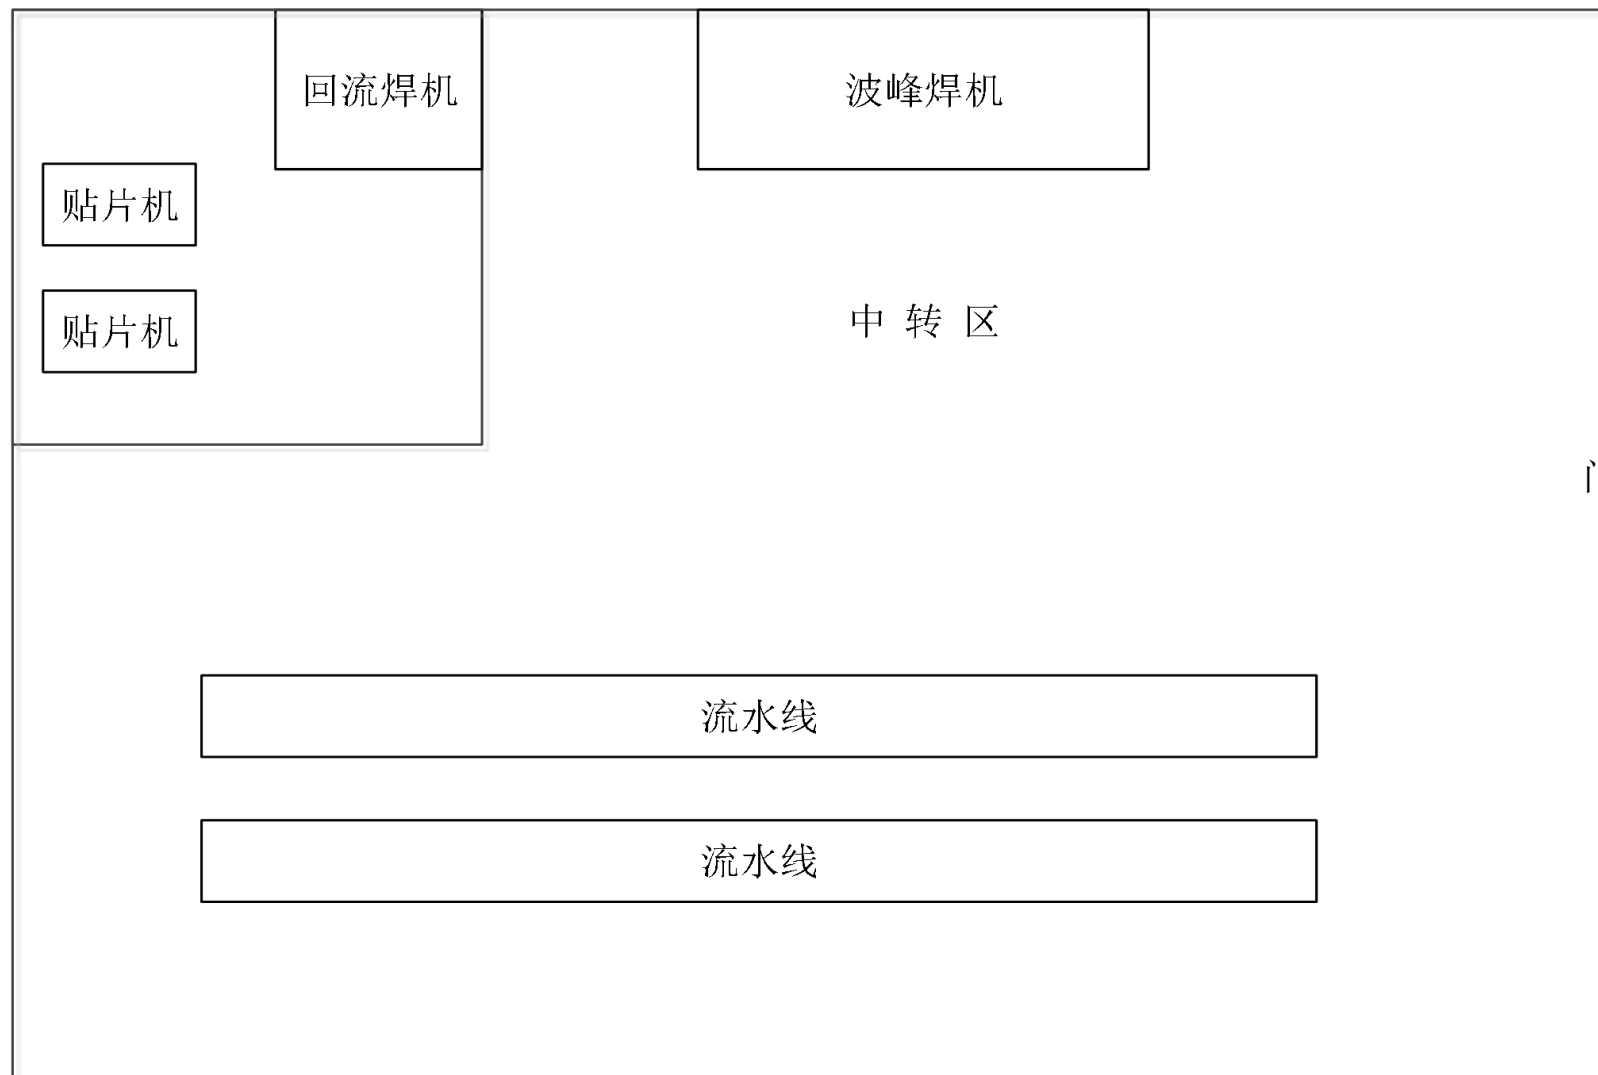 回流焊机
波峰焊机
贴片机
贴片机
中 转 区
流水线
流水线